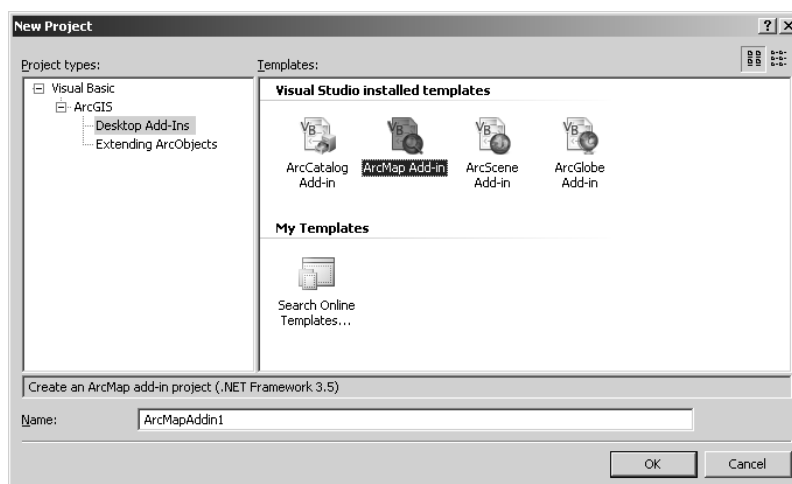 New Project
Project types:
Templates:
Visual Basic
ArcGIS
Desktop Add-Ins
Extending ArcObjects
Visual Studio installed templates
ArcCatalog Add-in
ArcMap Add-in
ArcScene Add-in
ArcGlobe Add-in
My Templates
Search Online Templates...
Create an ArcMap add-in project (.NET Framework 3.5)
Name:
ArcMapAddin1
OK
Cancel